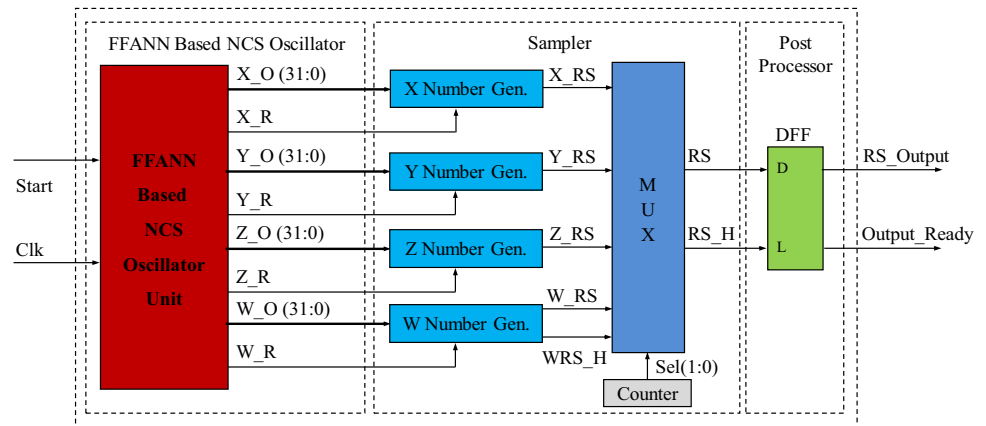 FFANN Based NCS Oscillator
Sampler
Post
Processor
Start
Clk
FFANN
Based
NCS
Oscillator
Unit
X_O (31:0)
X_R
Y_O (31:0)
Y_R
Z_O (31:0)
Z_R
W_O (31:0)
W_R
X Number Gen.
Y Number Gen.
Z Number Gen.
W Number Gen.
X_RS
Y_RS
Z_RS
W_RS
WRS_H
M
U
X
Sel(1:0)
Counter
RS
RS_H
DFF
D
L
RS_Output
Output_Ready